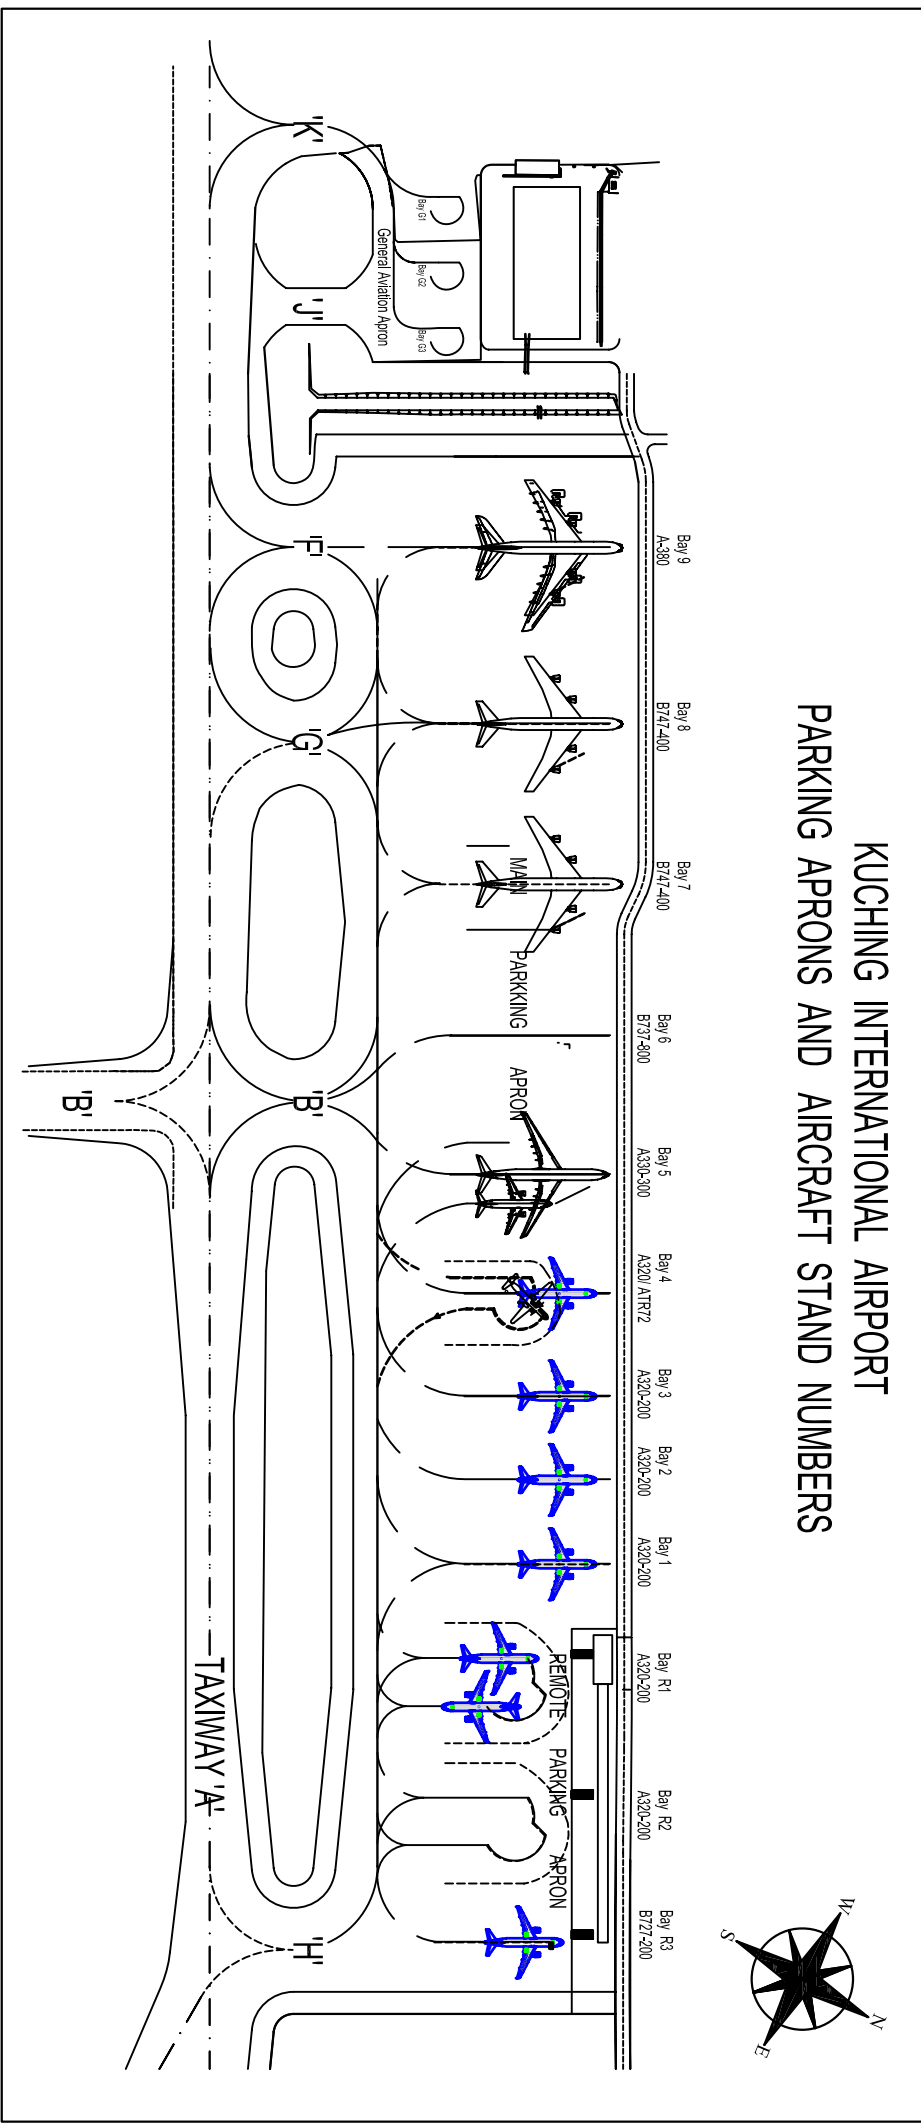 KUCHING INTERNATIONAL AIRPORT
PARKING APRONS AND AIRCRAFT STAND NUMBERS
Bay 9
A-380
Bay 8
B747-400
Bay 7
B747-400
Bay 6
B737-800
Bay 5
A330-300
Bay 4
A320/ ATR72
Bay 3
A320-200
Bay 2
A320-200
Bay 1
A320-200
Bay R1
A320-200
Bay R2
A320-200
Bay R3
B727-200
W
N
S
E
MAIN PARKKING APRON
REMOTE PARKING APRON
Bay G1
Bay G2
Bay G3
General Aviation Apron
'K'
'J'
'F'
'G'
'B'
'H'
TAXIWAY 'A'
'B'